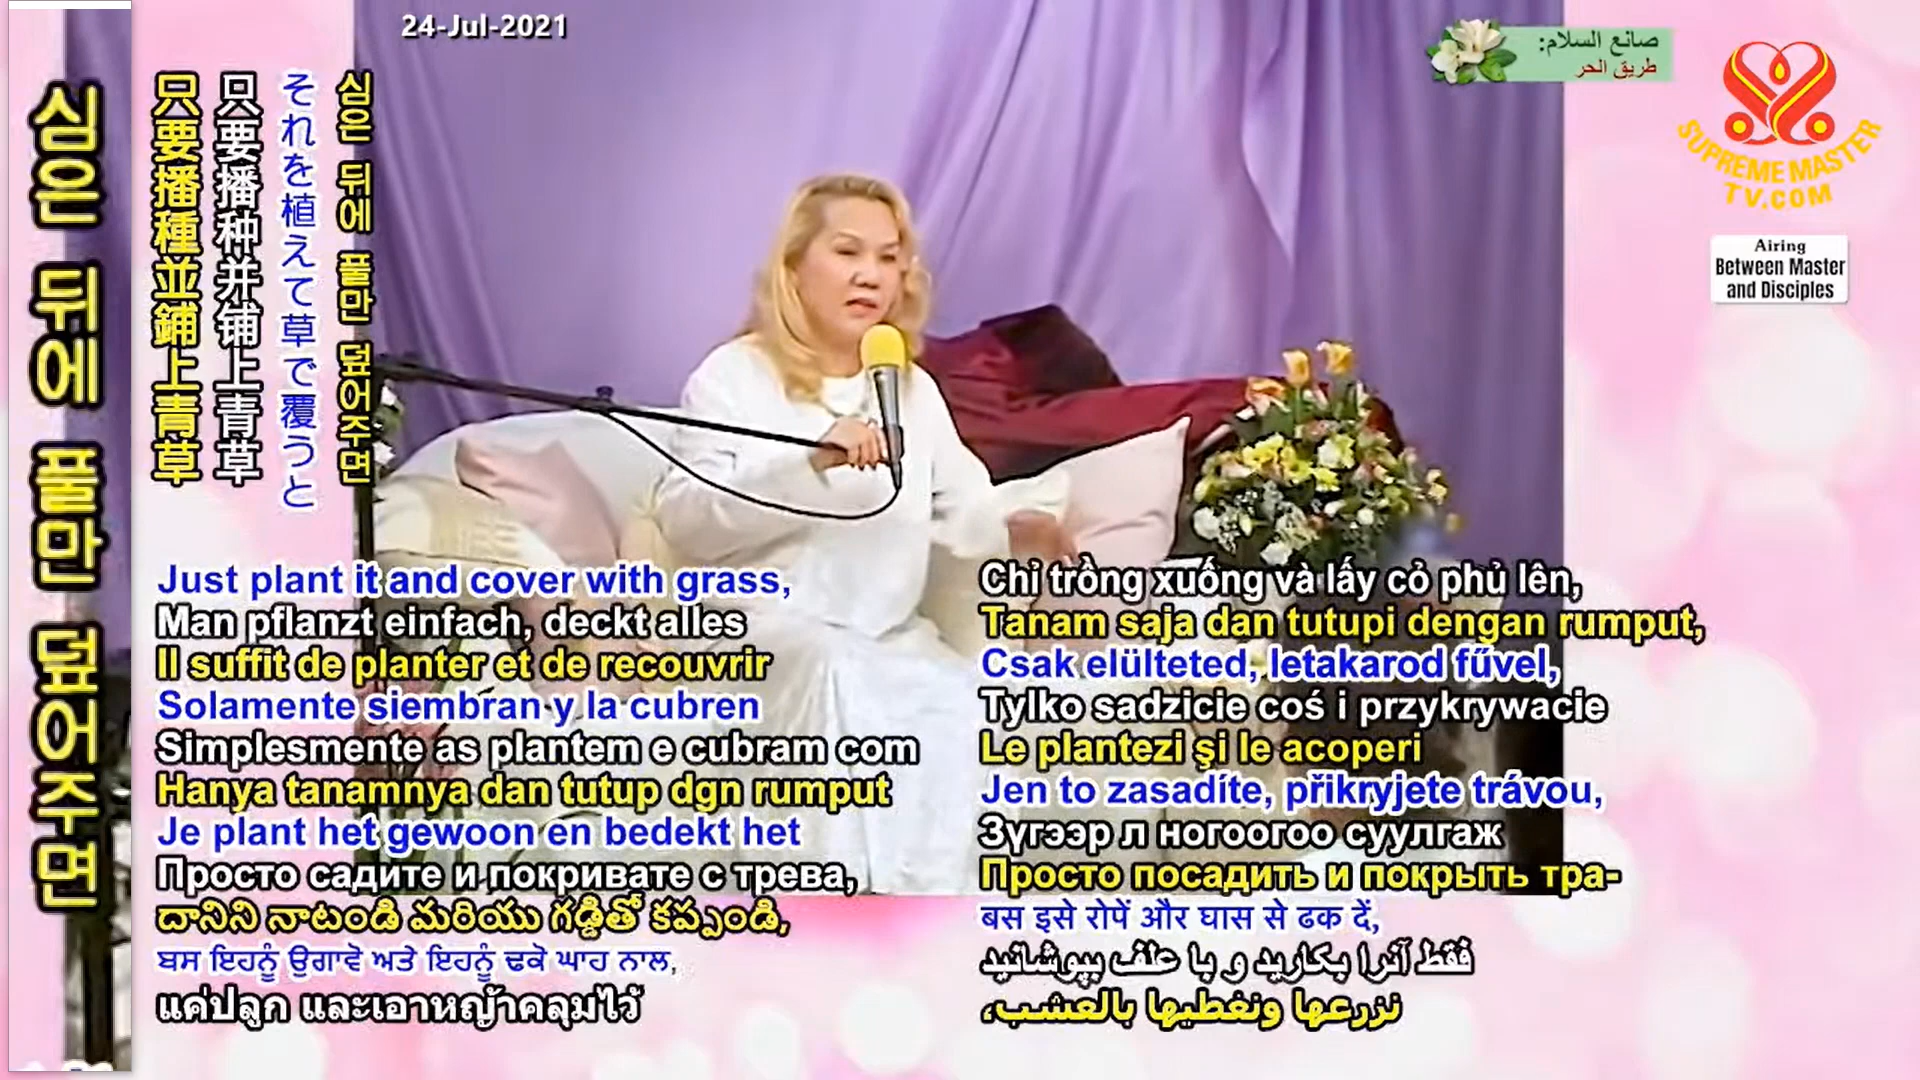 24-Jul-2021
صانع السلام:
طريق الحر
SUPREME MASTER
TV.COM
Airing
Between Master
and Disciples
심은 뒤에 풀만 덮어주면
只要播種並鋪上青草
只要播种并铺上青草
それを植えて草で覆うと
심은 뒤에 풀만 덮어주면
Just plant it and cover with grass,
Man pflanzt einfach, deckt alles
Il suffit de planter et de recouvrir
Solamente siembran y la cubren
Simplesmente as plantem e cubram com
Hanya tanamnya dan tutup dgn rumput
Je plant het gewoon en bedekt het
Просто садите и покривате с трева,
దానిని నాటండి మరియు గడ్డితో కప్పండి,
ਬਸ ਇਹਨੂੰ ਉਗਾਵੋ ਅਤੇ ਇਹਨੂੰ ਢਕੋ ਘਾਹ ਨਾਲ,
แค่ปลูก และเอาหญ้าคลุมไว้
Chỉ trồng xuống và lấy cỏ phủ lên,
Tanam saja dan tutupi dengan rumput,
Csak elülteted, letakarod fűvel,
Tylko sadzicie coś i przykrywacie
Le plantezi şi le acoperi
Jen to zasadíte, přikryjete trávou,
Зүгээр л ногоогоо суулгаж
Просто посадить и покрыть тра-
बस इसे रोपें और घास से ढक दें,
فقط آنرا بکارید و با علف بپوشانید
نزرعها ونغطيها بالعشب،